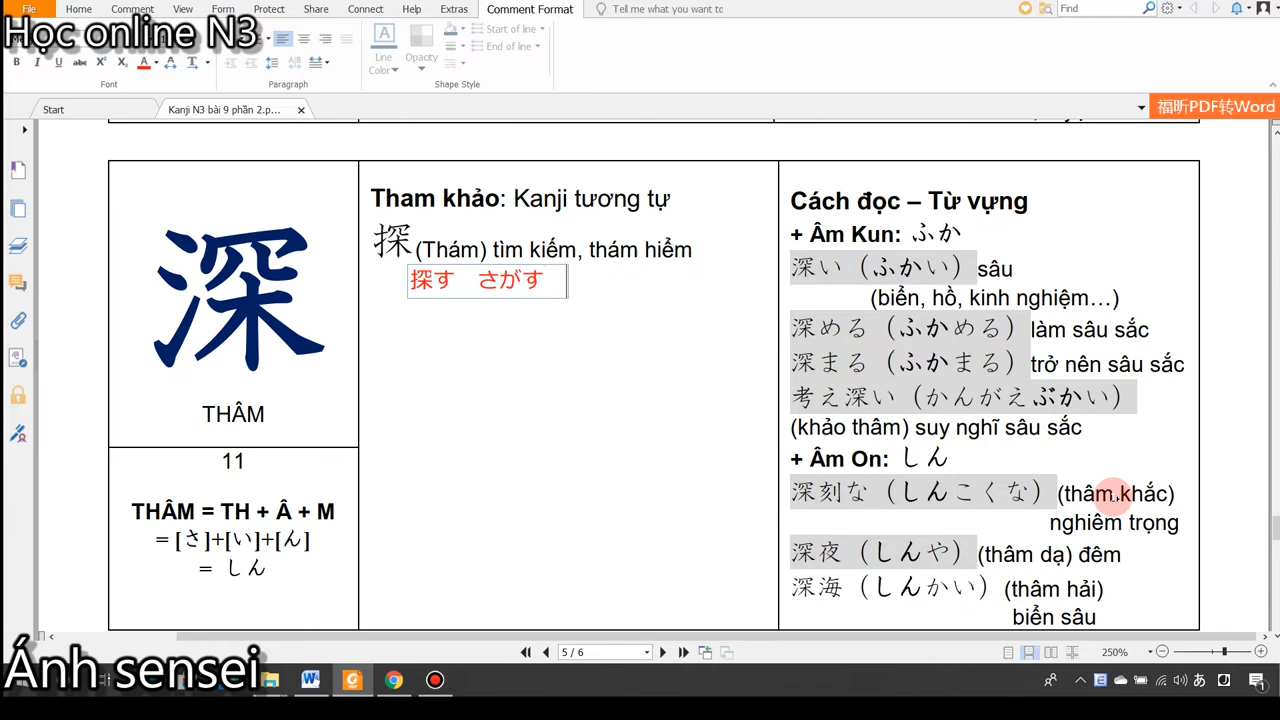 File Home Comment View Form Protect Share Connect Help Extras Comment Format Tell me what you want to Find
Học online N3
Line Color
Opacity
Start of line
End of line
Font Paragraph Shape Style
Start Kanji N3 bài 9 phần 2.p...
福昕PDF转Word
深
THÂM
11
THÂM = TH + Â + M
= [さ]+[い]+[ん]
= しん
Tham khảo: Kanji tương tự
探(Thám) tìm kiếm, thám hiểm
探す さがす
Cách đọc – Từ vựng
+ Âm Kun: ふか
深い（ふかい）sâu
(biển, hồ, kinh nghiệm…)
深める（ふかめる）làm sâu sắc
深まる（ふかまる）trở nên sâu sắc
考え深い（かんがえぶかい）
(khảo thâm) suy nghĩ sâu sắc
+ Âm On: しん
深刻な（しんこくな）(thâm khắc)
nghiêm trọng
深夜（しんや）(thâm dạ) đêm
深海（しんかい）(thâm hải)
biển sâu
5 / 6
250%
Ánh sensei